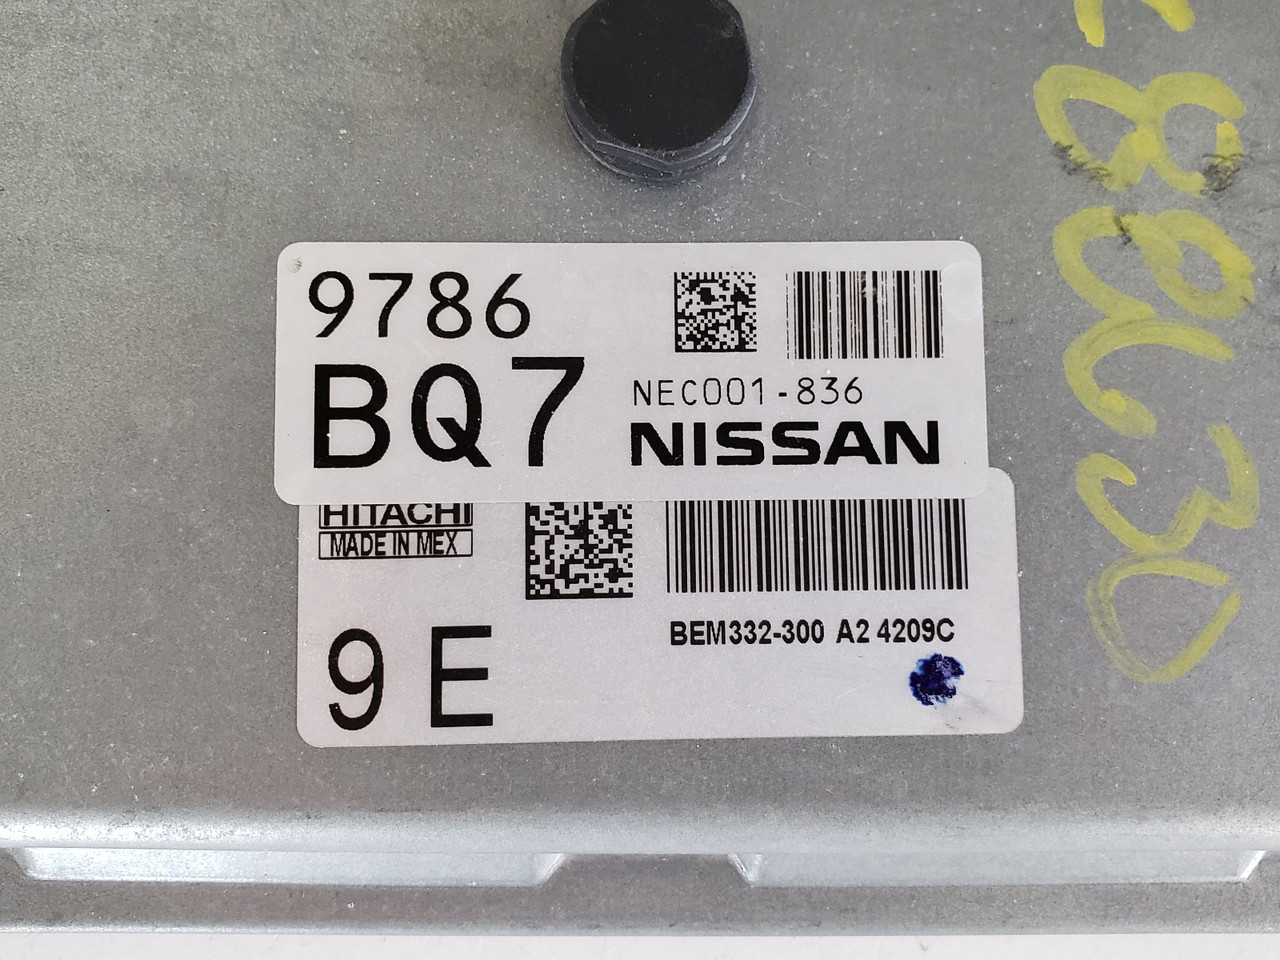 9786
BQ7
NEC001-836
NISSAN
HITACHI
MADE IN MEX
BEM332-300 A2 4209C
9 E